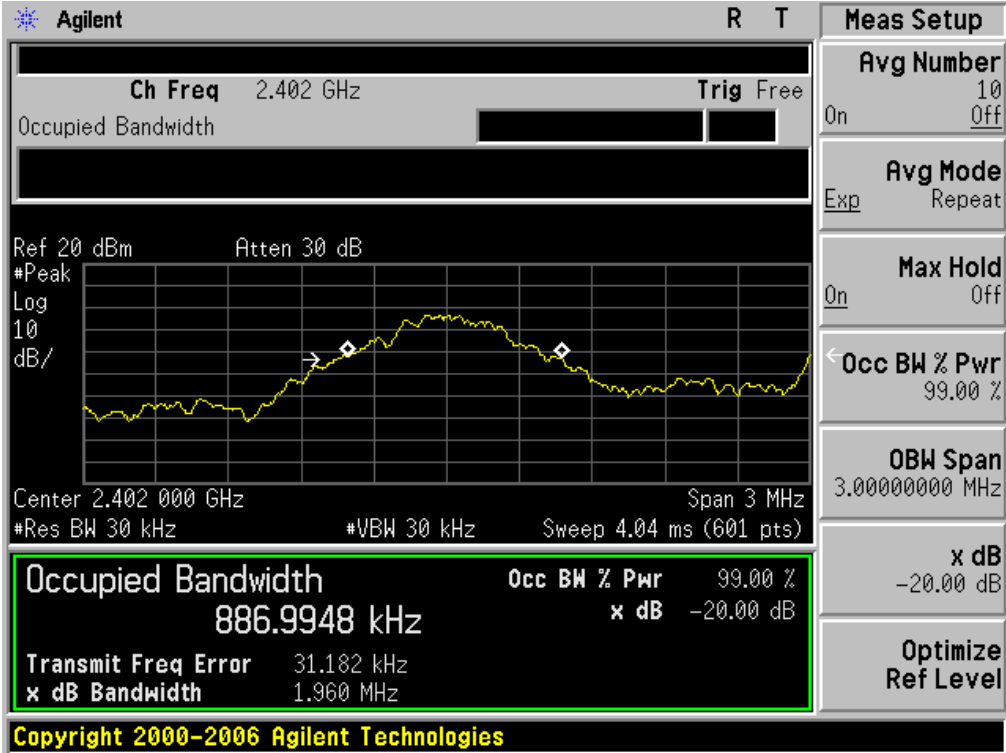 Agilent R T
Ch Freq 2.402 GHz Trig Free
Occupied Bandwidth
Ref 20 dBm Atten 30 dB
#Peak
Log
10
dB/
Center 2.402 000 GHz Span 3 MHz
#Res BW 30 kHz #VBW 30 kHz Sweep 4.04 ms (601 pts)
Occupied Bandwidth Occ BW % Pwr 99.00 %
886.9948 kHz x dB -20.00 dB
Transmit Freq Error 31.182 kHz
x dB Bandwidth 1.960 MHz
Copyright 2000-2006 Agilent Technologies
Meas Setup
Avg Number
10
On Off
Avg Mode
Exp Repeat
Max Hold
On Off
Occ BW % Pwr
99.00 %
OBW Span
3.00000000 MHz
x dB
-20.00 dB
Optimize
Ref Level